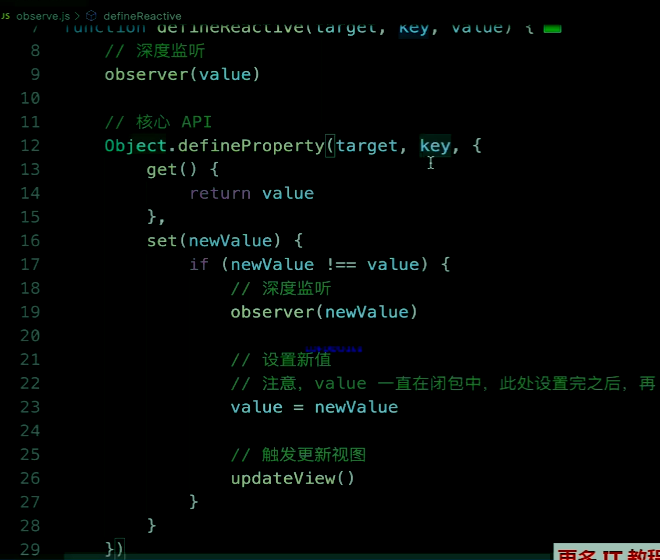 JS observe.js > defineReactive
7 function defineReactive(target, key, value) {
8 // 深度监听
9 observer(value)
10
11 // 核心 API
12 Object.defineProperty(target, key, {
13 get() {
14 return value
15 },
16 set(newValue) {
17 if (newValue !== value) {
18 // 深度监听
19 observer(newValue)
20
21 // 设置新值
22 // 注意，value 一直在闭包中，此处设置完之后，再
23 value = newValue
24
25 // 触发更新视图
26 updateView()
27 }
28 }
29 })
更多 IT 教程